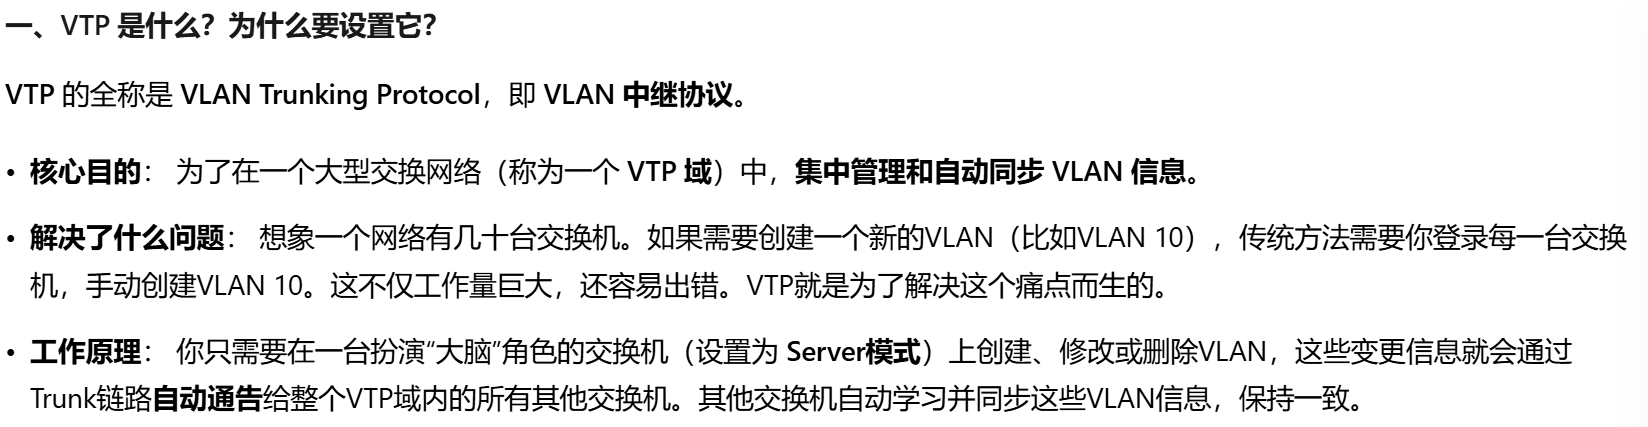 一、VTP 是什么？为什么要设置它？
VTP 的全称是 VLAN Trunking Protocol，即 VLAN 中继协议。
• 核心目的： 为了在一个大型交换网络（称为一个 VTP 域）中，集中管理和自动同步 VLAN 信息。
• 解决了什么问题： 想象一个网络有几十台交换机。如果需要创建一个新的VLAN（比如VLAN 10），传统方法需要你登录每一台交换
机，手动创建VLAN 10。这不仅工作量巨大，还容易出错。VTP就是为了解决这个痛点而生的。
• 工作原理： 你只需要在一台扮演“大脑”角色的交换机（设置为 Server模式）上创建、修改或删除VLAN，这些变更信息就会通过
Trunk链路自动通告给整个VTP域内的所有其他交换机。其他交换机自动学习并同步这些VLAN信息，保持一致。